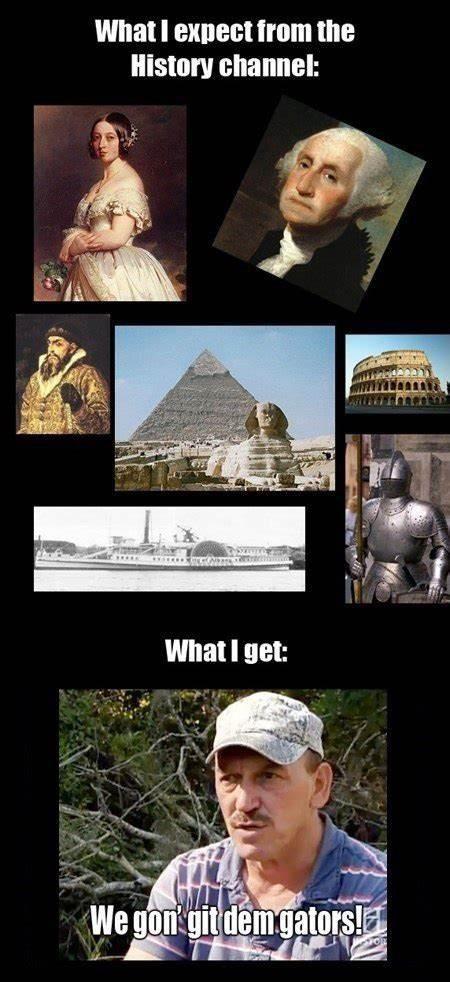 What I expect from the
History channel:
What I get:
We gon' git dem gators!